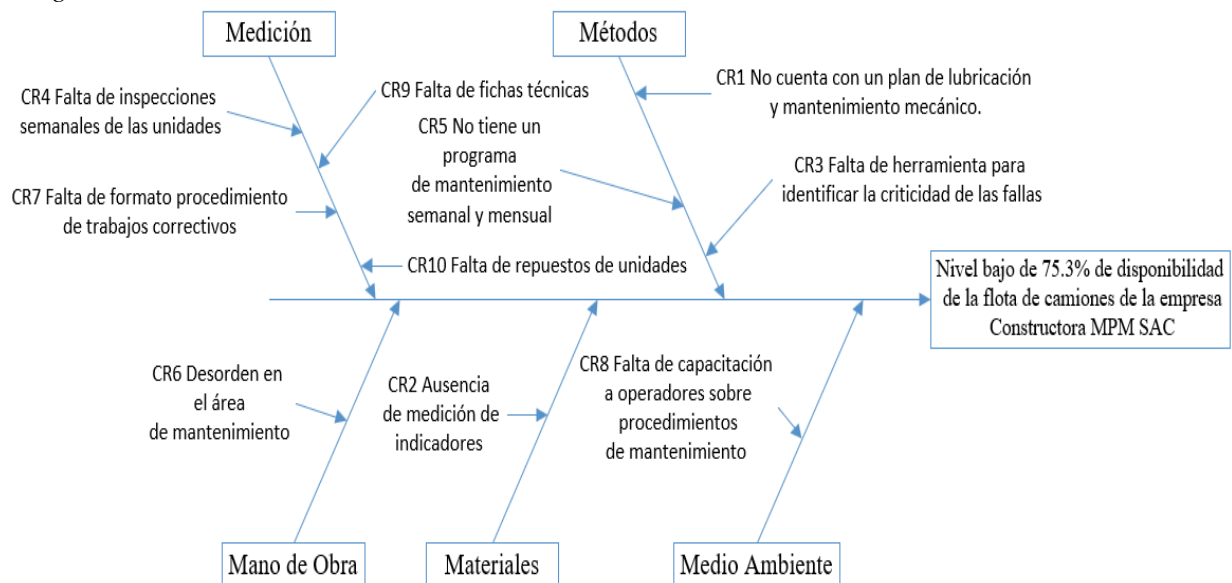 Medición
Métodos
CR4 Falta de inspecciones
semanales de las unidades
CR9 Falta de fichas técnicas
CR7 Falta de formato procedimiento
de trabajos correctivos
CR10 Falta de repuestos de unidades
CR1 No cuenta con un plan de lubricación
y mantenimiento mecánico.
CR5 No tiene un
programa
de mantenimiento
semanal y mensual
CR3 Falta de herramienta para
identificar la criticidad de las fallas
Nivel bajo de 75.3% de disponibilidad
de la flota de camiones de la empresa
Constructora MPM SAC
CR6 Desorden en
el área
de mantenimiento
CR2 Ausencia
de medición de
indicadores
CR8 Falta de capacitación
a operadores sobre
procedimientos
de mantenimiento
Mano de Obra
Materiales
Medio Ambiente